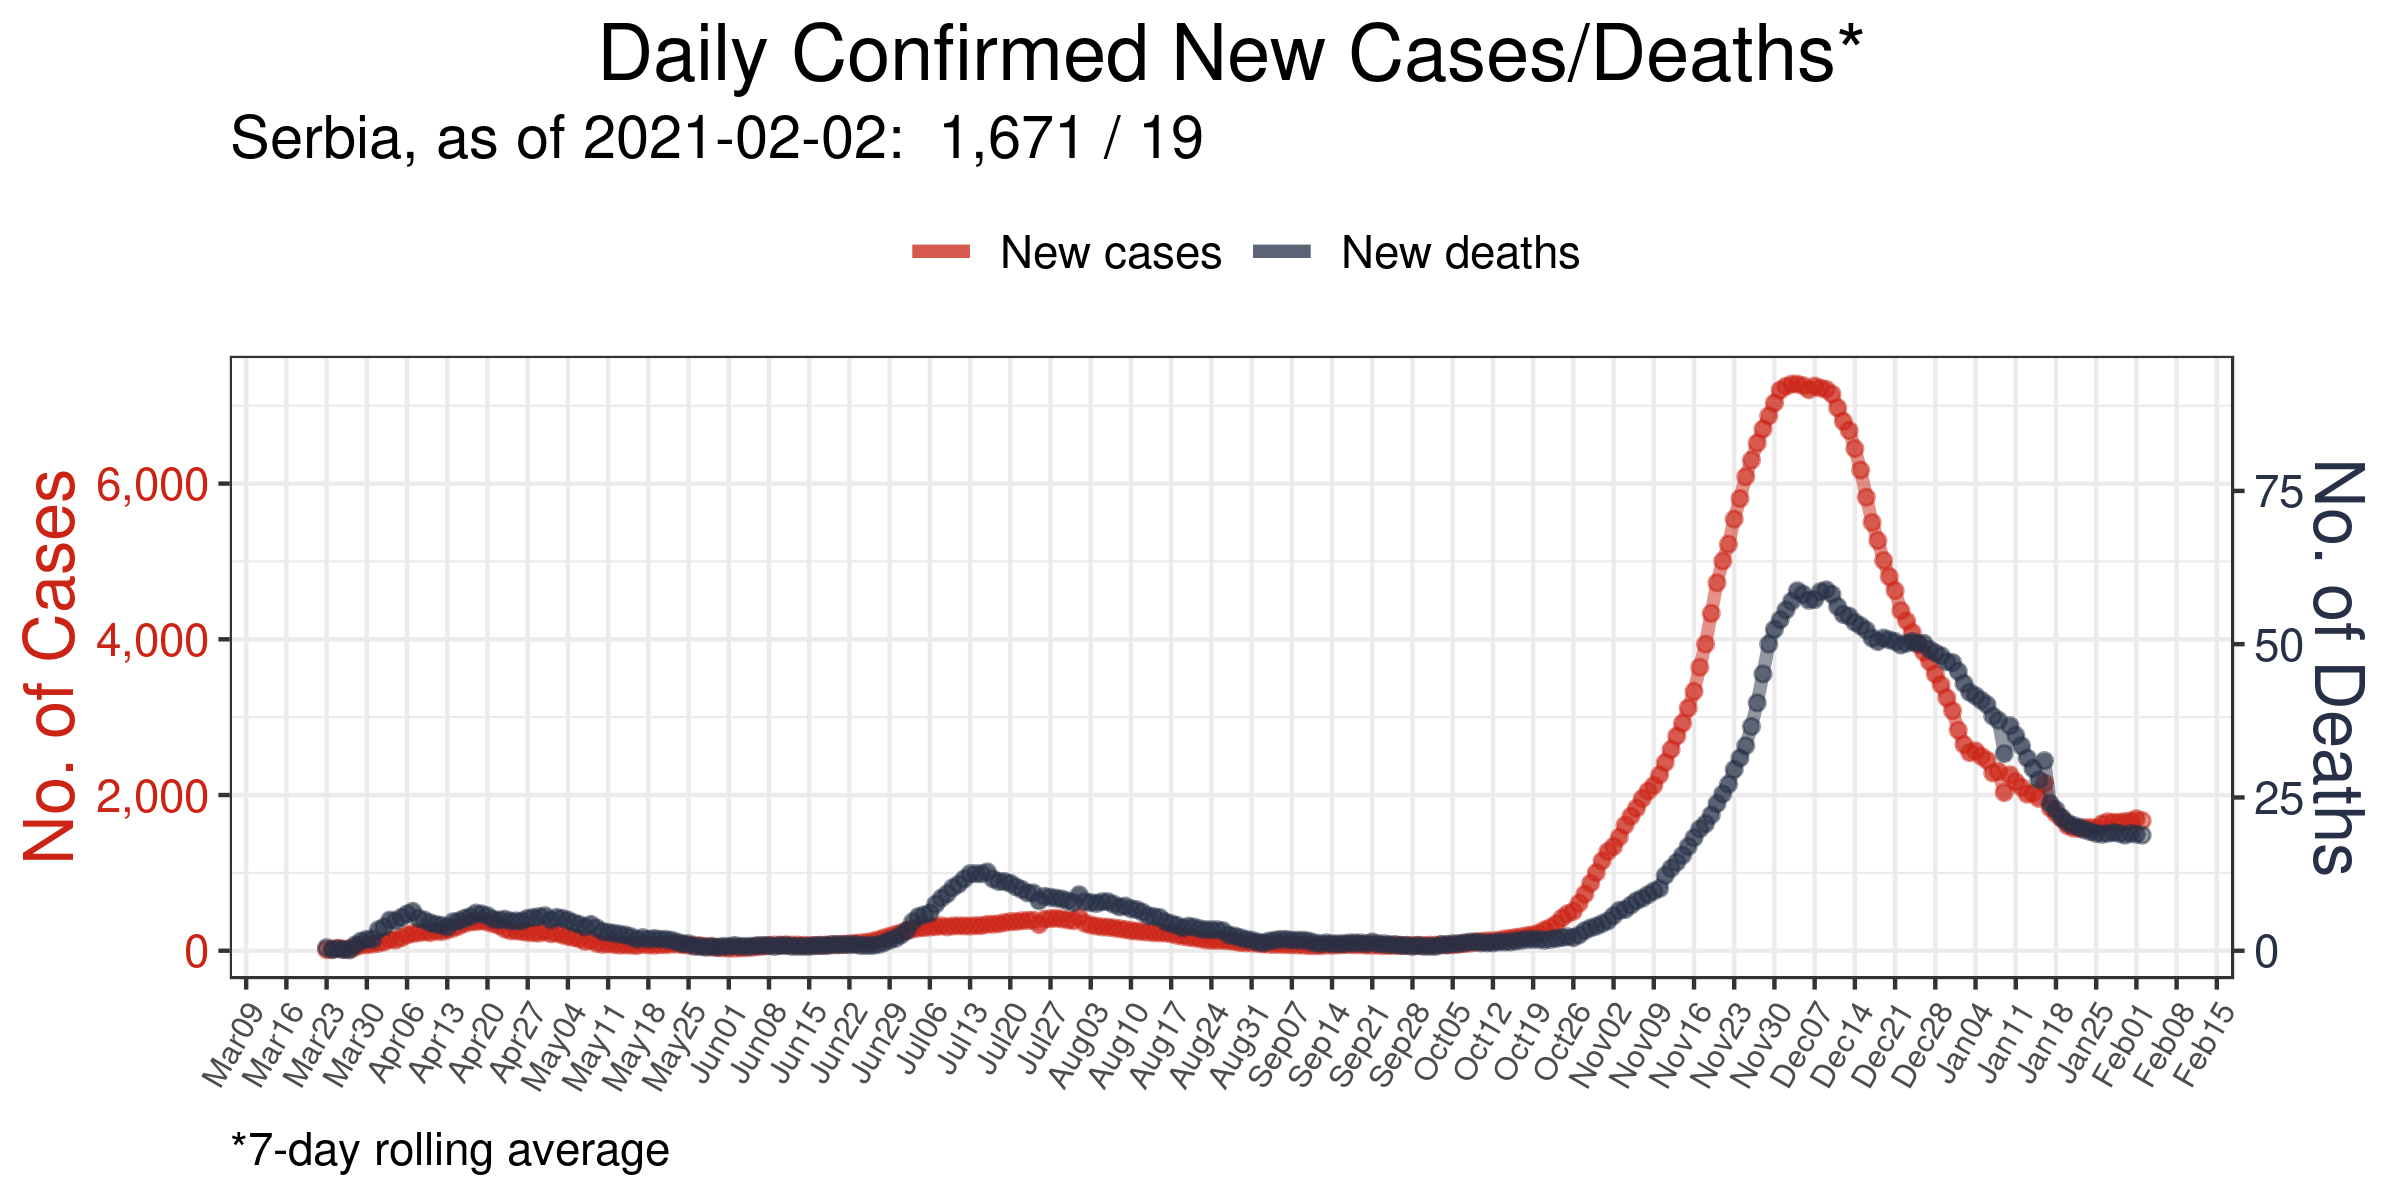 Daily Confirmed New Cases/Deaths*
Serbia, as of 2021-02-02:  1,671 / 19
New cases
New deaths
No. of Cases
6,000
4,000
2,000
0
75
50
25
0
No. of Deaths
Mar09
Mar16
Mar23
Mar30
Apr06
Apr13
Apr20
Apr27
May04
May11
May18
May25
Jun01
Jun08
Jun15
Jun22
Jun29
Jul06
Jul13
Jul20
Jul27
Aug03
Aug10
Aug17
Aug24
Aug31
Sep07
Sep14
Sep21
Sep28
Oct05
Oct12
Oct19
Oct26
Nov02
Nov09
Nov16
Nov23
Nov30
Dec07
Dec14
Dec21
Dec28
Jan04
Jan11
Jan18
Jan25
Feb01
Feb08
Feb15
*7-day rolling average